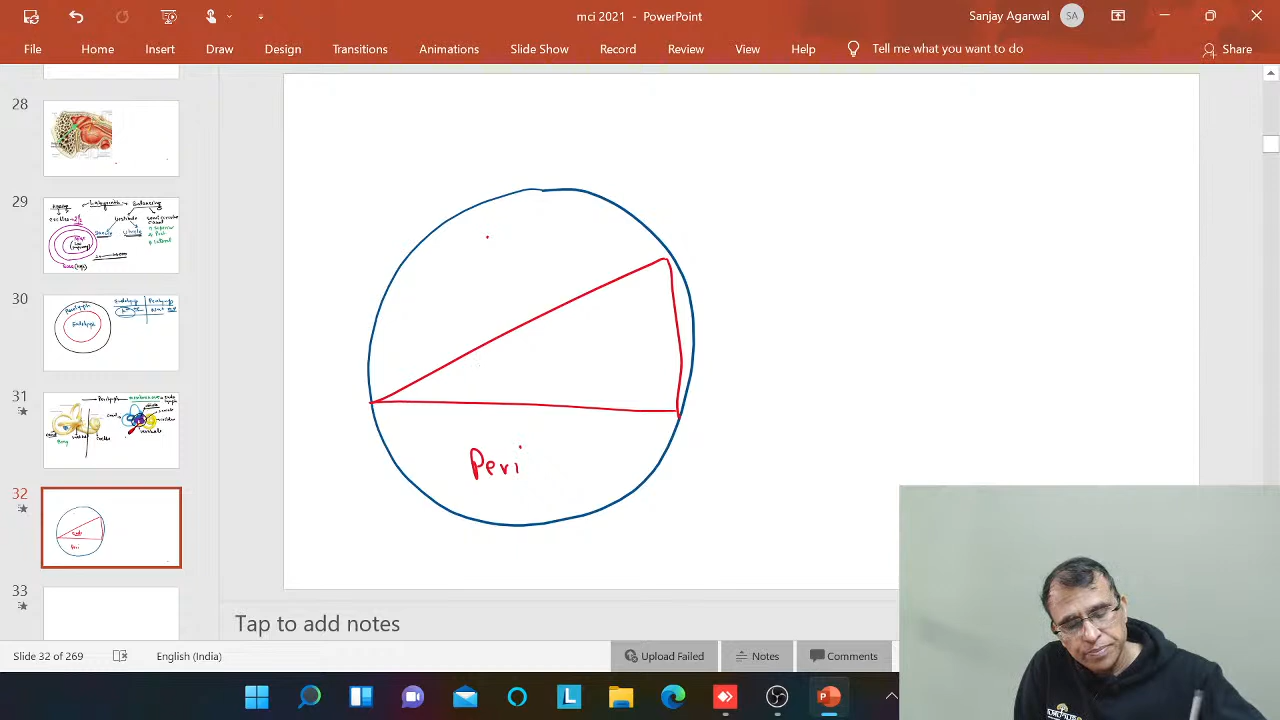 mci 2021 - PowerPoint
Sanjay Agarwal
SA
File
Home
Insert
Draw
Design
Transitions
Animations
Slide Show
Record
Review
View
Help
Tell me what you want to do
Share
28
29
30
31
32
33
Peri
Tap to add notes
Slide 32 of 269
English (India)
Upload Failed
Notes
Comments